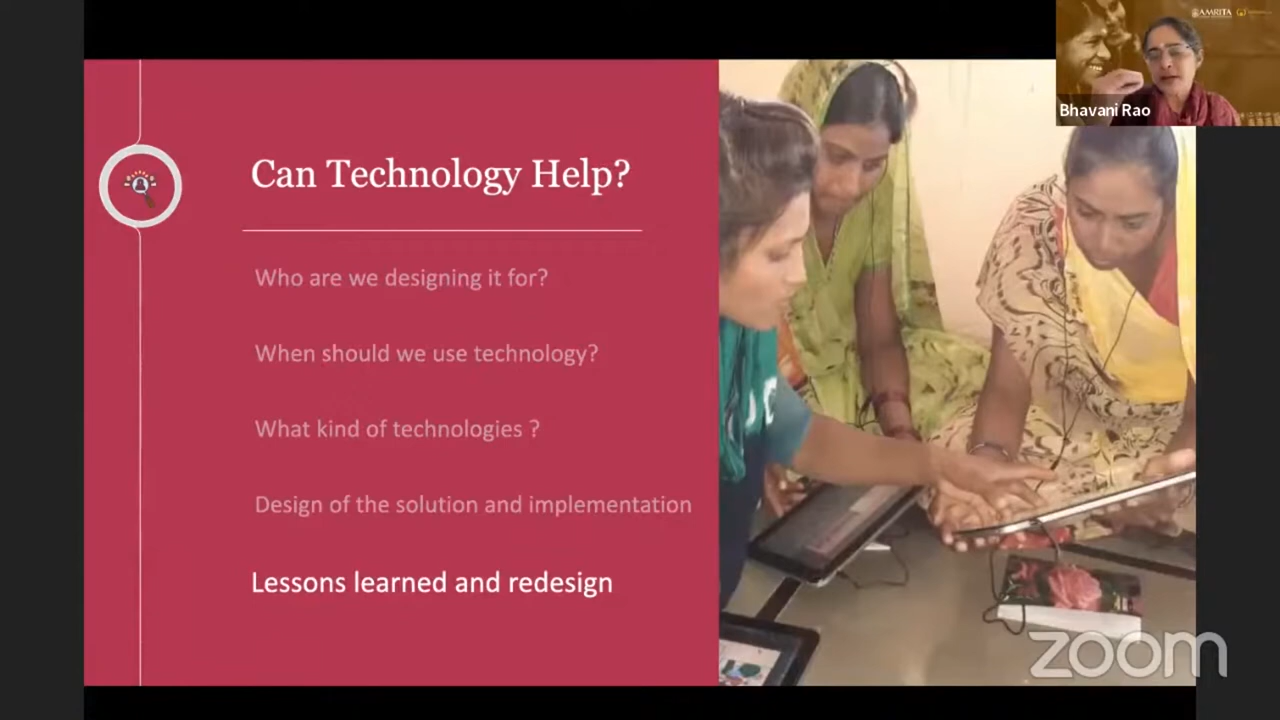 AMRITA
Bhavani Rao
Can Technology Help?
Who are we designing it for?
When should we use technology?
What kind of technologies ?
Design of the solution and implementation
Lessons learned and redesign
zoom